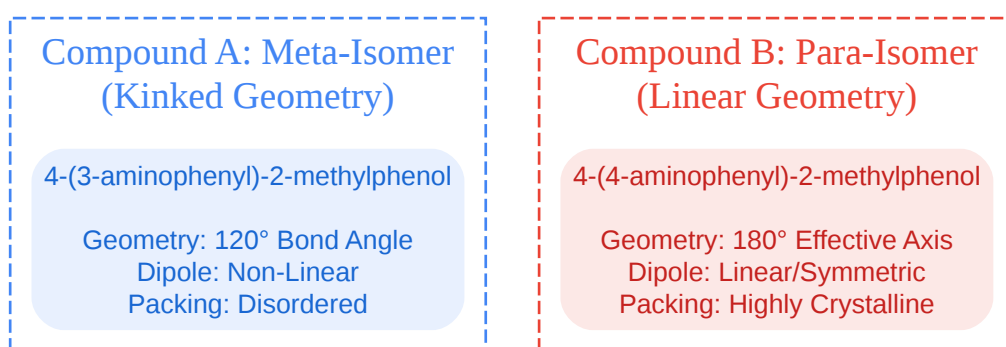 Compound A: Meta-Isomer
(Kinked Geometry)
4-(3-aminophenyl)-2-methylphenol
Geometry: 120° Bond Angle
Dipole: Non-Linear
Packing: Disordered
Compound B: Para-Isomer
(Linear Geometry)
4-(4-aminophenyl)-2-methylphenol
Geometry: 180° Effective Axis
Dipole: Linear/Symmetric
Packing: Highly Crystalline